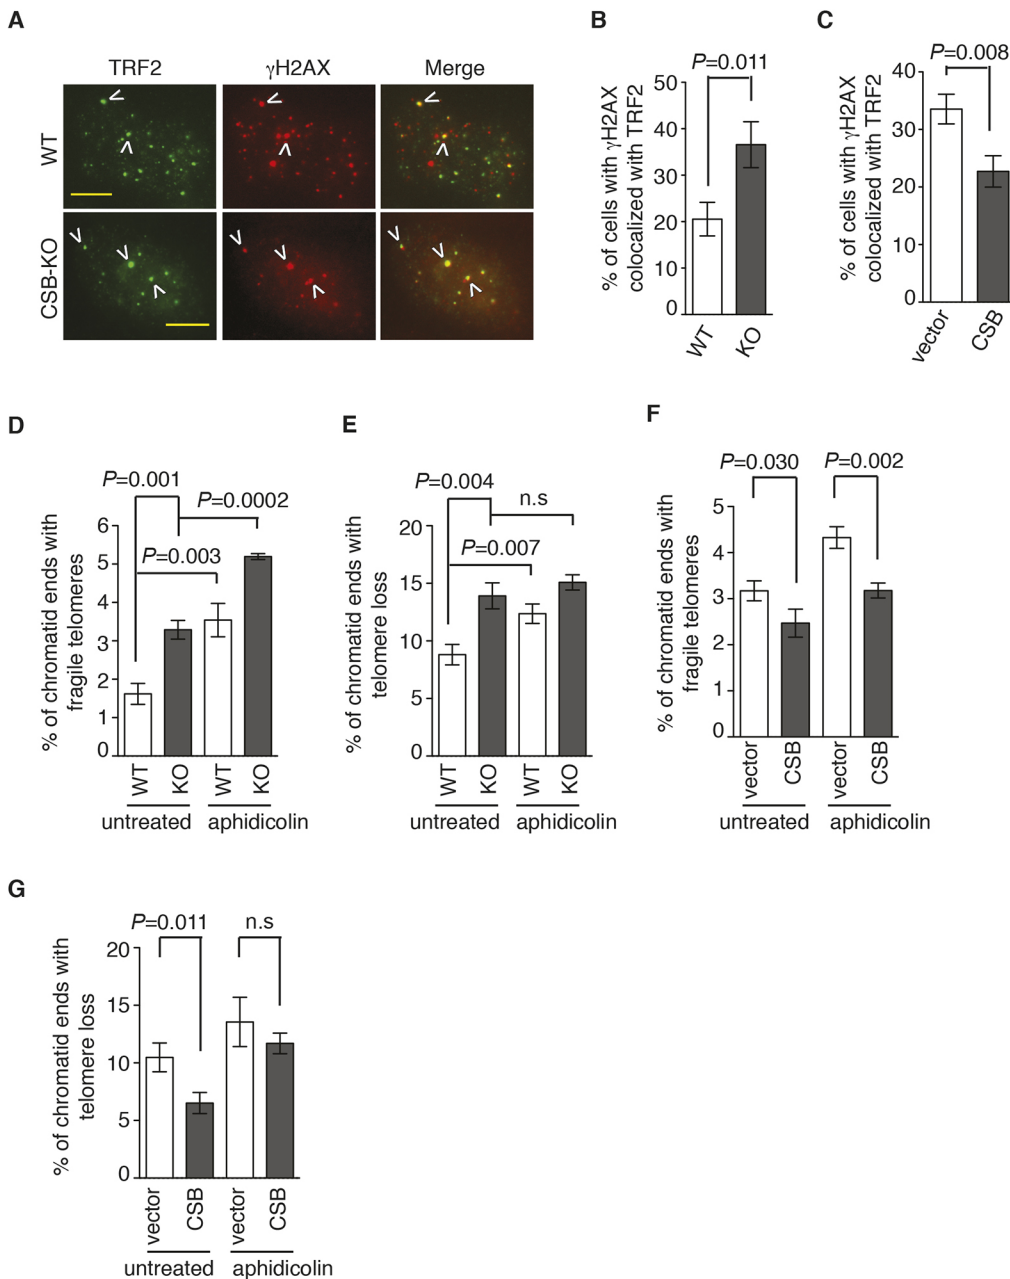 A
TRF2
γH2AX
Merge
WT
CSB-KO
B
P=0.011
% of cells with γH2AX
colocalized with TRF2
50
40
30
20
10
0
WT
KO
C
P=0.008
% of cells with γH2AX
colocalized with TRF2
40
30
20
10
0
vector
CSB
D
P=0.001
P=0.0002
P=0.003
% of chromatid ends with
fragile telomeres
6
5
4
3
2
1
0
WT
KO
WT
KO
untreated
aphidicolin
E
P=0.004
n.s
P=0.007
% of chromatid ends with
telomere loss
20
15
10
5
0
WT
KO
WT
KO
untreated
aphidicolin
F
P=0.030
P=0.002
% of chromatid ends with
fragile telomeres
5
4
3
2
1
0
vector
CSB
vector
CSB
untreated
aphidicolin
G
P=0.011
n.s
% of chromatid ends with
telomere loss
20
15
10
5
0
vector
CSB
vector
CSB
untreated
aphidicolin